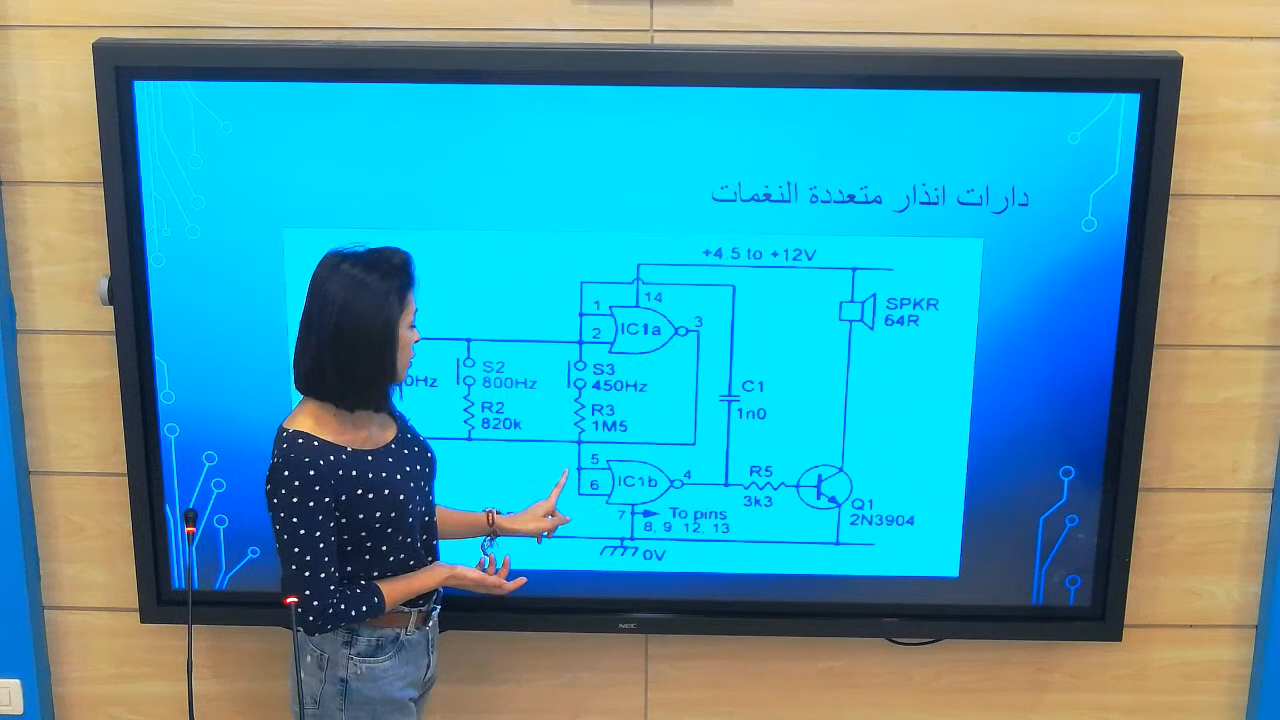 دارات انذار متعددة النغمات
+4.5 to +12V
14
1
2
IC1a
3
SPKR
64R
S2
800Hz
S3
450Hz
0Hz
C1
1n0
R2
820k
R3
1M5
5
6
IC1b
4
R5
3k3
7
To pins
8, 9, 12, 13
Q1
2N3904
0V
NEC